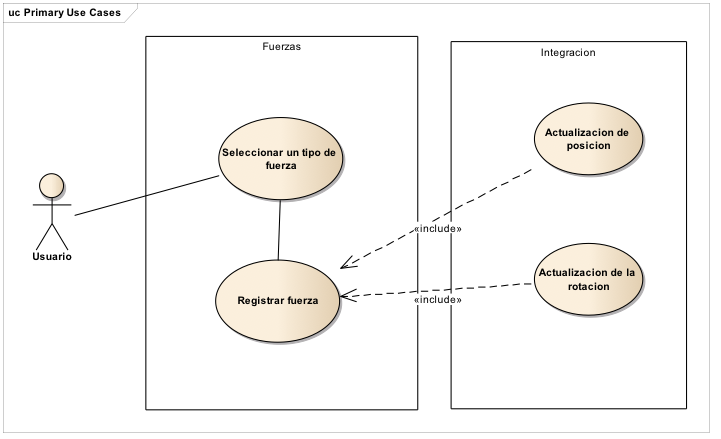 uc Primary Use Cases
Fuerzas
Integracion
Seleccionar un tipo de
fuerza
Actualizacion de
posicion
Usuario
«include»
Registrar fuerza
Actualizacion de la
rotacion
«include»